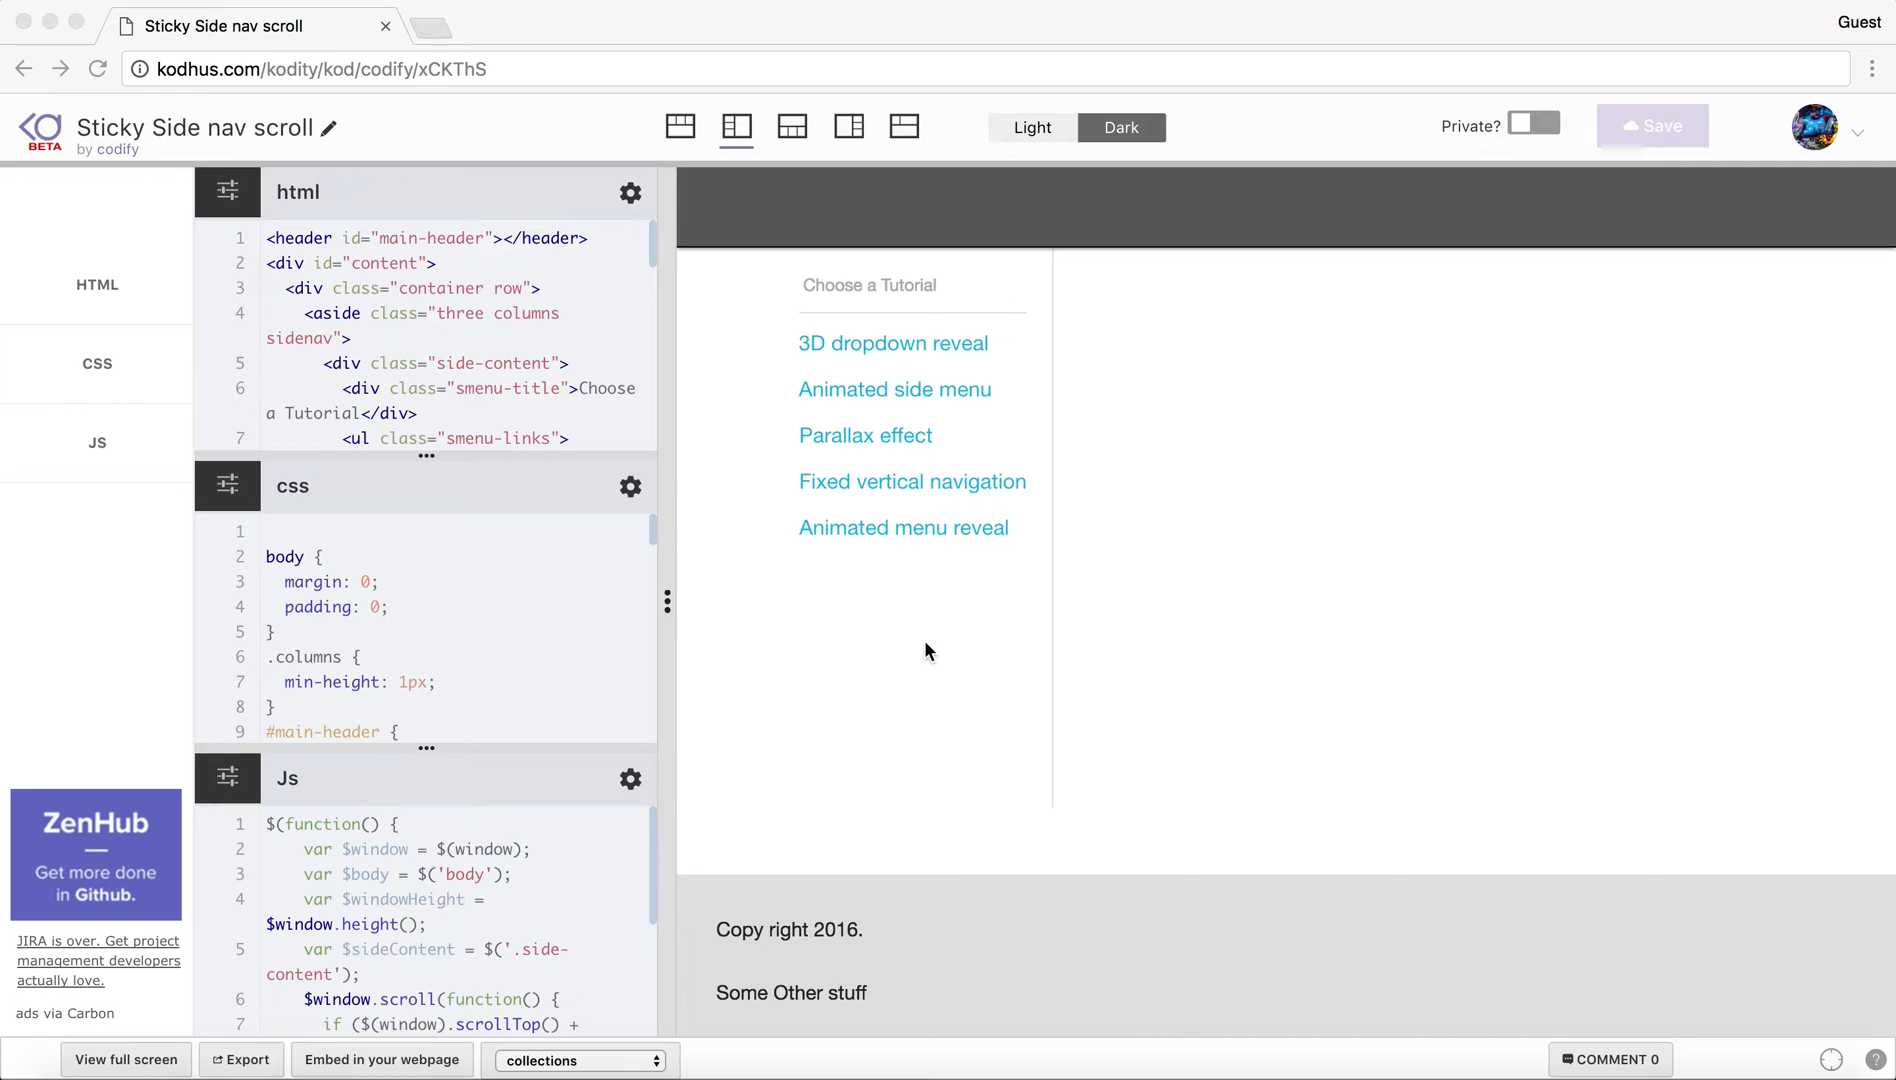 Sticky Side nav scroll
Guest
kodhus.com/kodity/kod/codify/xCKThS
BETA
Sticky Side nav scroll
by codify
Light
Dark
Private?
Save
HTML
CSS
JS
html
1 <header id="main-header"></header>
2 <div id="content">
3 <div class="container row">
4 <aside class="three columns
sidenav">
5 <div class="side-content">
6 <div class="smenu-title">Choose
a Tutorial</div>
7 <ul class="smenu-links">
css
1
2 body {
3 margin: 0;
4 padding: 0;
5 }
6 .columns {
7 min-height: 1px;
8 }
9 #main-header {
Js
1 $(function() {
2 var $window = $(window);
3 var $body = $('body');
4 var $windowHeight =
$window.height();
5 var $sideContent = $('.side-
content');
6 $window.scroll(function() {
7 if ($(window).scrollTop() +
Choose a Tutorial
3D dropdown reveal
Animated side menu
Parallax effect
Fixed vertical navigation
Animated menu reveal
Copy right 2016.
Some Other stuff
ZenHub
Get more done
in Github.
JIRA is over. Get project
management developers
actually love.
ads via Carbon
View full screen
Export
Embed in your webpage
collections
COMMENT 0
?